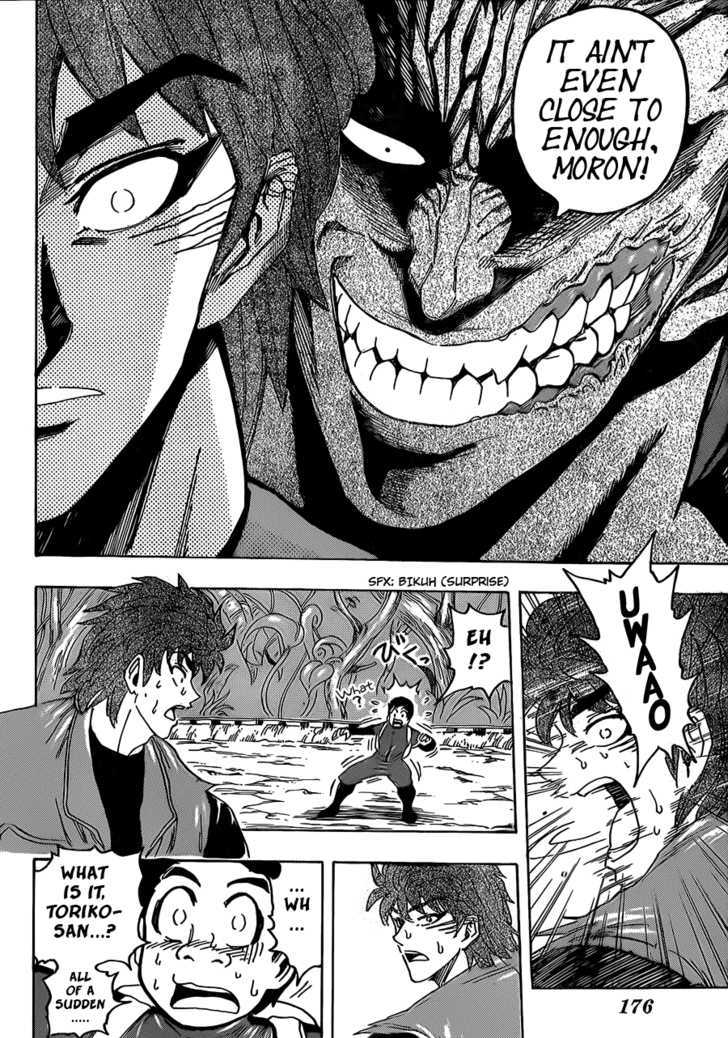 IT AIN'T
EVEN
CLOSE TO
ENOUGH,
MORON!
UWAAO
SFX: BIKUH (SURPRISE)
EH
!?
びくっ
What
?
...
WH
...
WHAT
IS IT,
TORIKO-
SAN...?
ALL
OF A
SUDDEN
.....
176